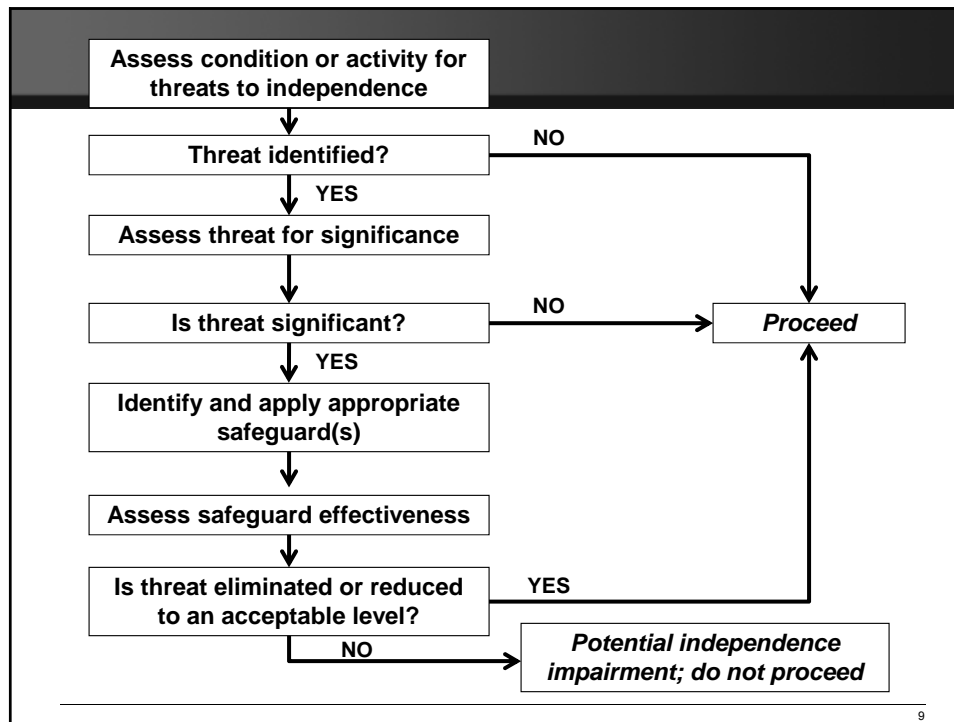 Assess condition or activity for
threats to independence
Threat identified?
NO
YES
Assess threat for significance
Is threat significant?
NO
Proceed
YES
Identify and apply appropriate
safeguard(s)
Assess safeguard effectiveness
Is threat eliminated or reduced
to an acceptable level?
YES
NO
Potential independence
impairment; do not proceed
9